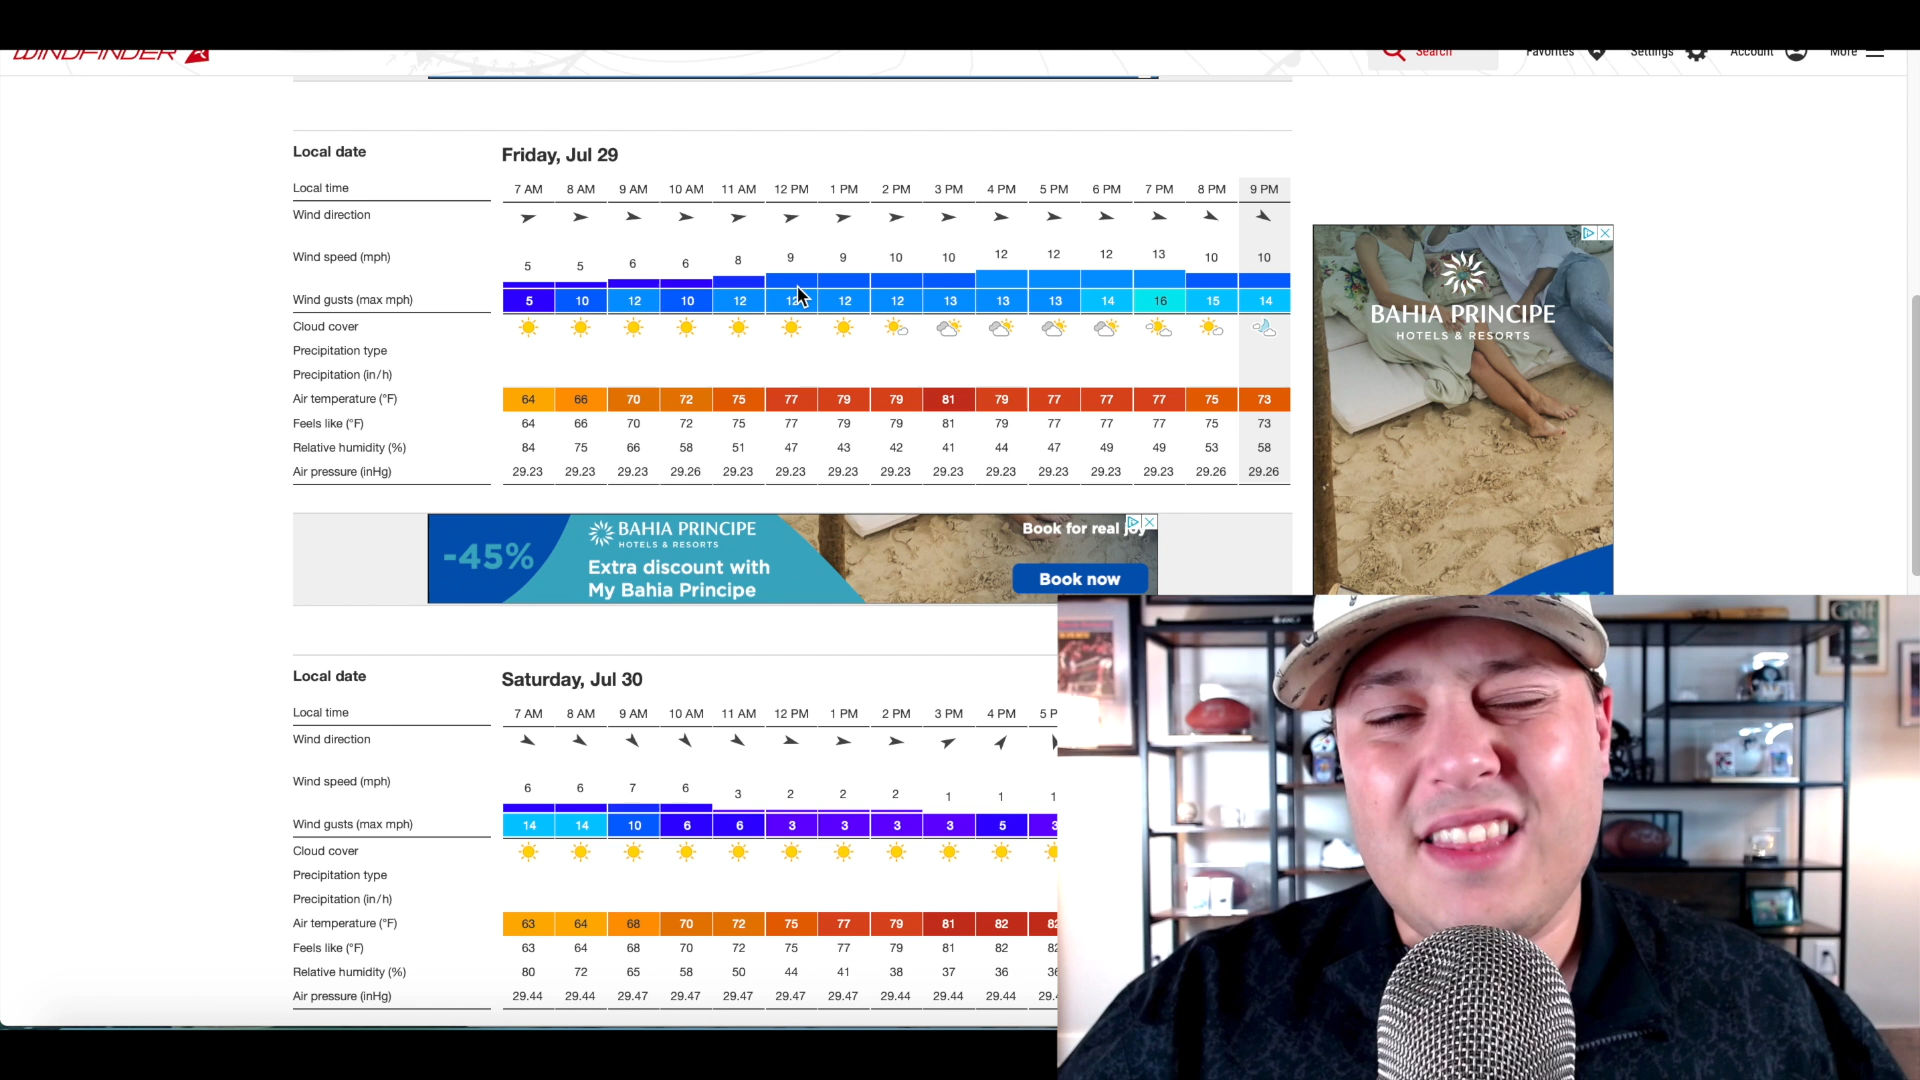 WINDFINDER
Search Favorites Settings Account More
Local date Friday, Jul 29
Local time 7 AM 8 AM 9 AM 10 AM 11 AM 12 PM 1 PM 2 PM 3 PM 4 PM 5 PM 6 PM 7 PM 8 PM 9 PM
Wind direction
Wind speed (mph) 5 5 6 6 8 9 9 10 10 12 12 12 13 10 10
Wind gusts (max mph) 5 10 12 10 12 12 12 12 13 13 13 14 16 15 14
Cloud cover
Precipitation type
Precipitation (in/h)
Air temperature (°F) 64 66 70 72 75 77 79 79 81 79 77 77 77 75 73
Feels like (°F) 64 66 70 72 75 77 79 79 81 79 77 77 77 75 73
Relative humidity (%) 84 75 66 58 51 47 43 42 41 44 47 49 49 53 58
Air pressure (inHg) 29.23 29.23 29.23 29.26 29.23 29.23 29.23 29.23 29.23 29.23 29.23 29.23 29.23 29.26 29.26
BAHIA PRINCIPE
HOTELS & RESORTS
-45%
BAHIA PRINCIPE
HOTELS & RESORTS
Extra discount with
My Bahia Principe
Book for real joy
Book now
Local date Saturday, Jul 30
Local time 7 AM 8 AM 9 AM 10 AM 11 AM 12 PM 1 PM 2 PM 3 PM 4 PM 5 P
Wind direction
Wind speed (mph) 6 6 7 6 3 2 2 2 1 1 1
Wind gusts (max mph) 14 14 10 6 6 3 3 3 3 5 3
Cloud cover
Precipitation type
Precipitation (in/h)
Air temperature (°F) 63 64 68 70 72 75 77 79 81 82 82
Feels like (°F) 63 64 68 70 72 75 77 79 81 82 82
Relative humidity (%) 80 72 65 58 50 44 41 38 37 36 36
Air pressure (inHg) 29.44 29.44 29.47 29.47 29.47 29.47 29.47 29.44 29.44 29.44 29.
Golf